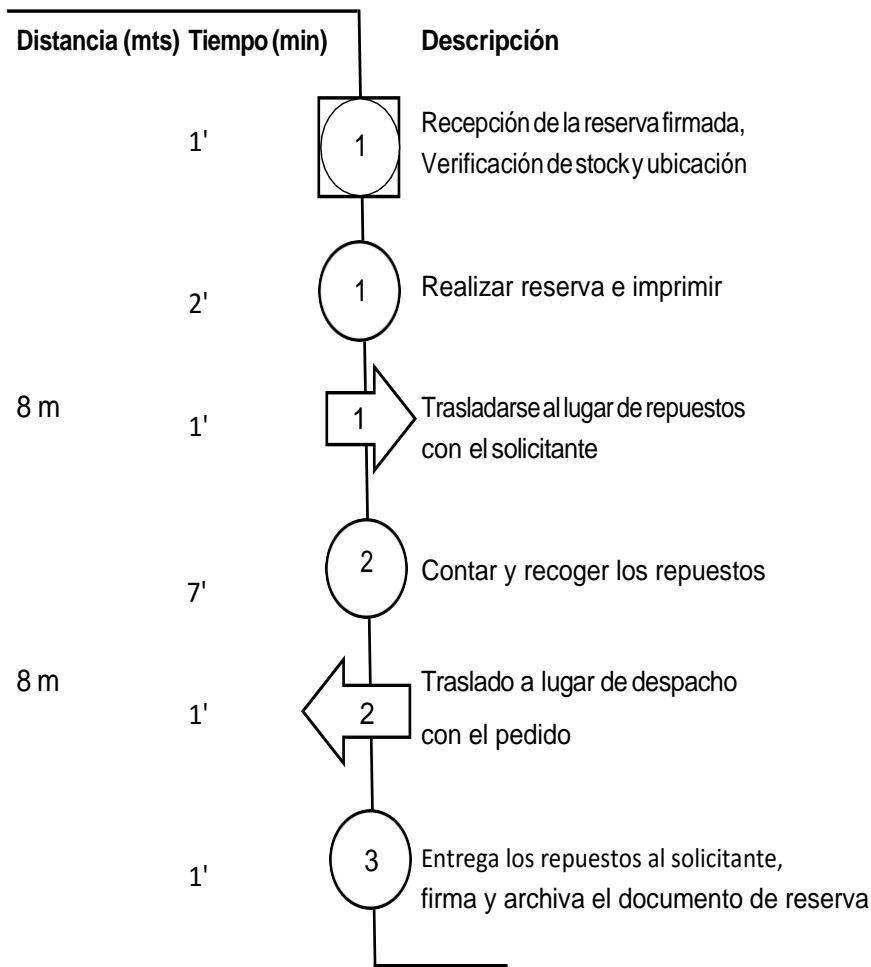 Distancia (mts) Tiempo (min) Descripción
1' 1 Recepción de la reserva firmada,
Verificación de stock y ubicación
2' 1 Realizar reserva e imprimir
8 m 1' 1 Trasladarse al lugar de repuestos
con el solicitante
7' 2 Contar y recoger los repuestos
8 m 1' 2 Traslado a lugar de despacho
con el pedido
1' 3 Entrega los repuestos al solicitante,
firma y archiva el documento de reserva